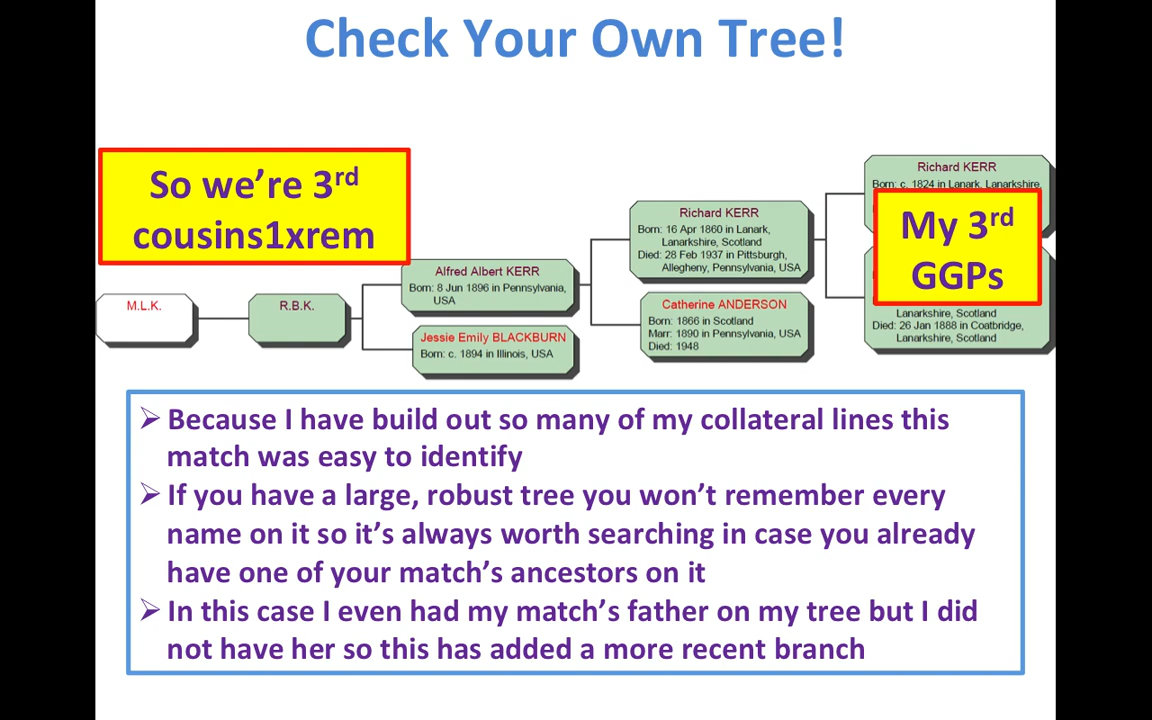 Check Your Own Tree!
So we’re 3rd
cousins1xrem
M.L.K.
R.B.K.
Alfred Albert KERR
Born: 8 Jun 1896 in Pennsylvania,
USA
Jessie Emily BLACKBURN
Born: c. 1894 in Illinois, USA
Richard KERR
Born: 16 Apr 1860 in Lanark,
Lanarkshire, Scotland
Died: 28 Feb 1937 in Pittsburgh,
Allegheny, Pennsylvania, USA
Catherine ANDERSON
Born: 1866 in Scotland
Marr: 1890 in Pennsylvania, USA
Died: 1948
Richard KERR
Born: c. 1824 in Lanark, Lanarkshire,
My 3rd
GGPs
Lanarkshire, Scotland
Died: 26 Jan 1888 in Coatbridge,
Lanarkshire, Scotland
➢ Because I have build out so many of my collateral lines this
match was easy to identify
➢ If you have a large, robust tree you won’t remember every
name on it so it’s always worth searching in case you already
have one of your match’s ancestors on it
➢ In this case I even had my match’s father on my tree but I did
not have her so this has added a more recent branch